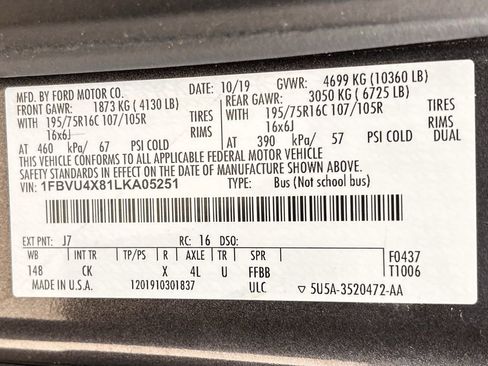 MFD. BY FORD MOTOR CO. DATE: 10/19 GVWR: 4699 KG (10360 LB)
FRONT GAWR: 1873 KG (4130 LB) REAR GAWR: 3050 KG (6725 LB)
WITH 195/75R16C 107/105R TIRES WITH 195/75R16C 107/105R TIRES
16x6J RIMS 16x6J RIMS
AT 460 kPa/ 67 PSI COLD AT 390 kPa/ 57 PSI COLD DUAL
THIS VEHICLE CONFORMS TO ALL APPLICABLE FEDERAL MOTOR VEHICLE
SAFETY STANDARDS IN EFFECT ON THE DATE OF MANUFACTURE SHOWN ABOVE.
VIN: 1FBVU4X81LKA05251 TYPE: Bus (Not school bus)
EXT PNT: J7 RC: 16 DSO:
WB INT TR TP/PS R AXLE TR SPR F0437
148 CK X 4L U FFBB T1006
MADE IN U.S.A. 1201910301837 ULC ▽ 5U5A-3520472-AA